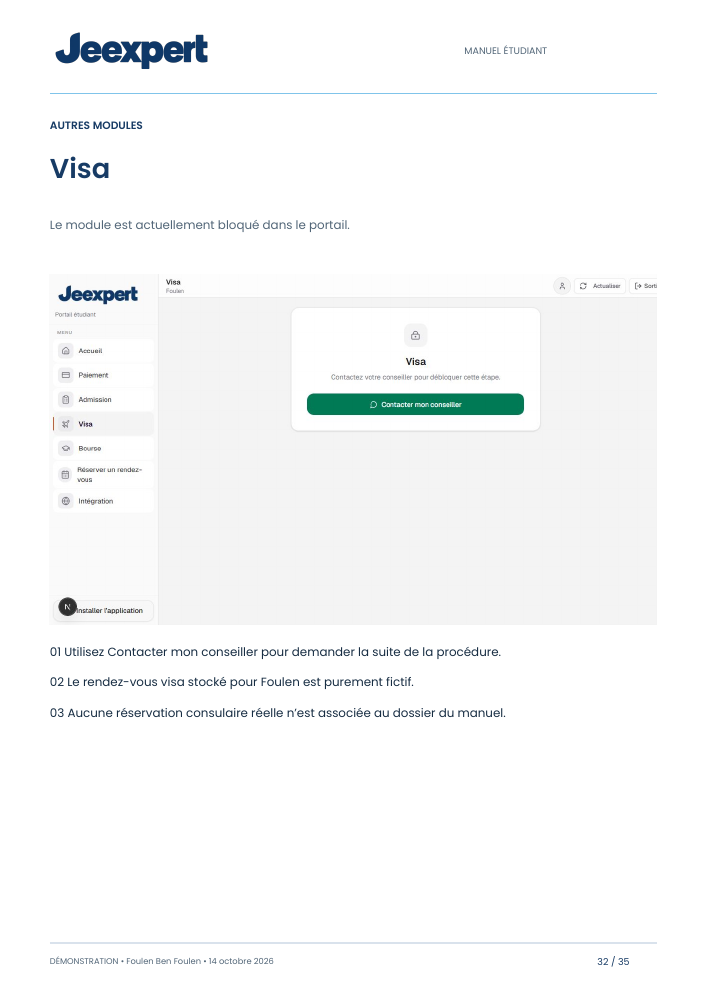 Jeexpert
MANUEL ÉTUDIANT
AUTRES MODULES
Visa
Le module est actuellement bloqué dans le portail.
Jeexpert
Portail étudiant
MENU
Accueil
Paiement
Admission
Visa
Bourse
Réserver un rendez-
vous
Intégration
N
Installer l'application
Visa
Foulen
Actualiser
Sorti
Visa
Contactez votre conseiller pour débloquer cette étape.
Contacter mon conseiller
01 Utilisez Contacter mon conseiller pour demander la suite de la procédure.
02 Le rendez-vous visa stocké pour Foulen est purement fictif.
03 Aucune réservation consulaire réelle n’est associée au dossier du manuel.
DÉMONSTRATION • Foulen Ben Foulen • 14 octobre 2026
32 / 35